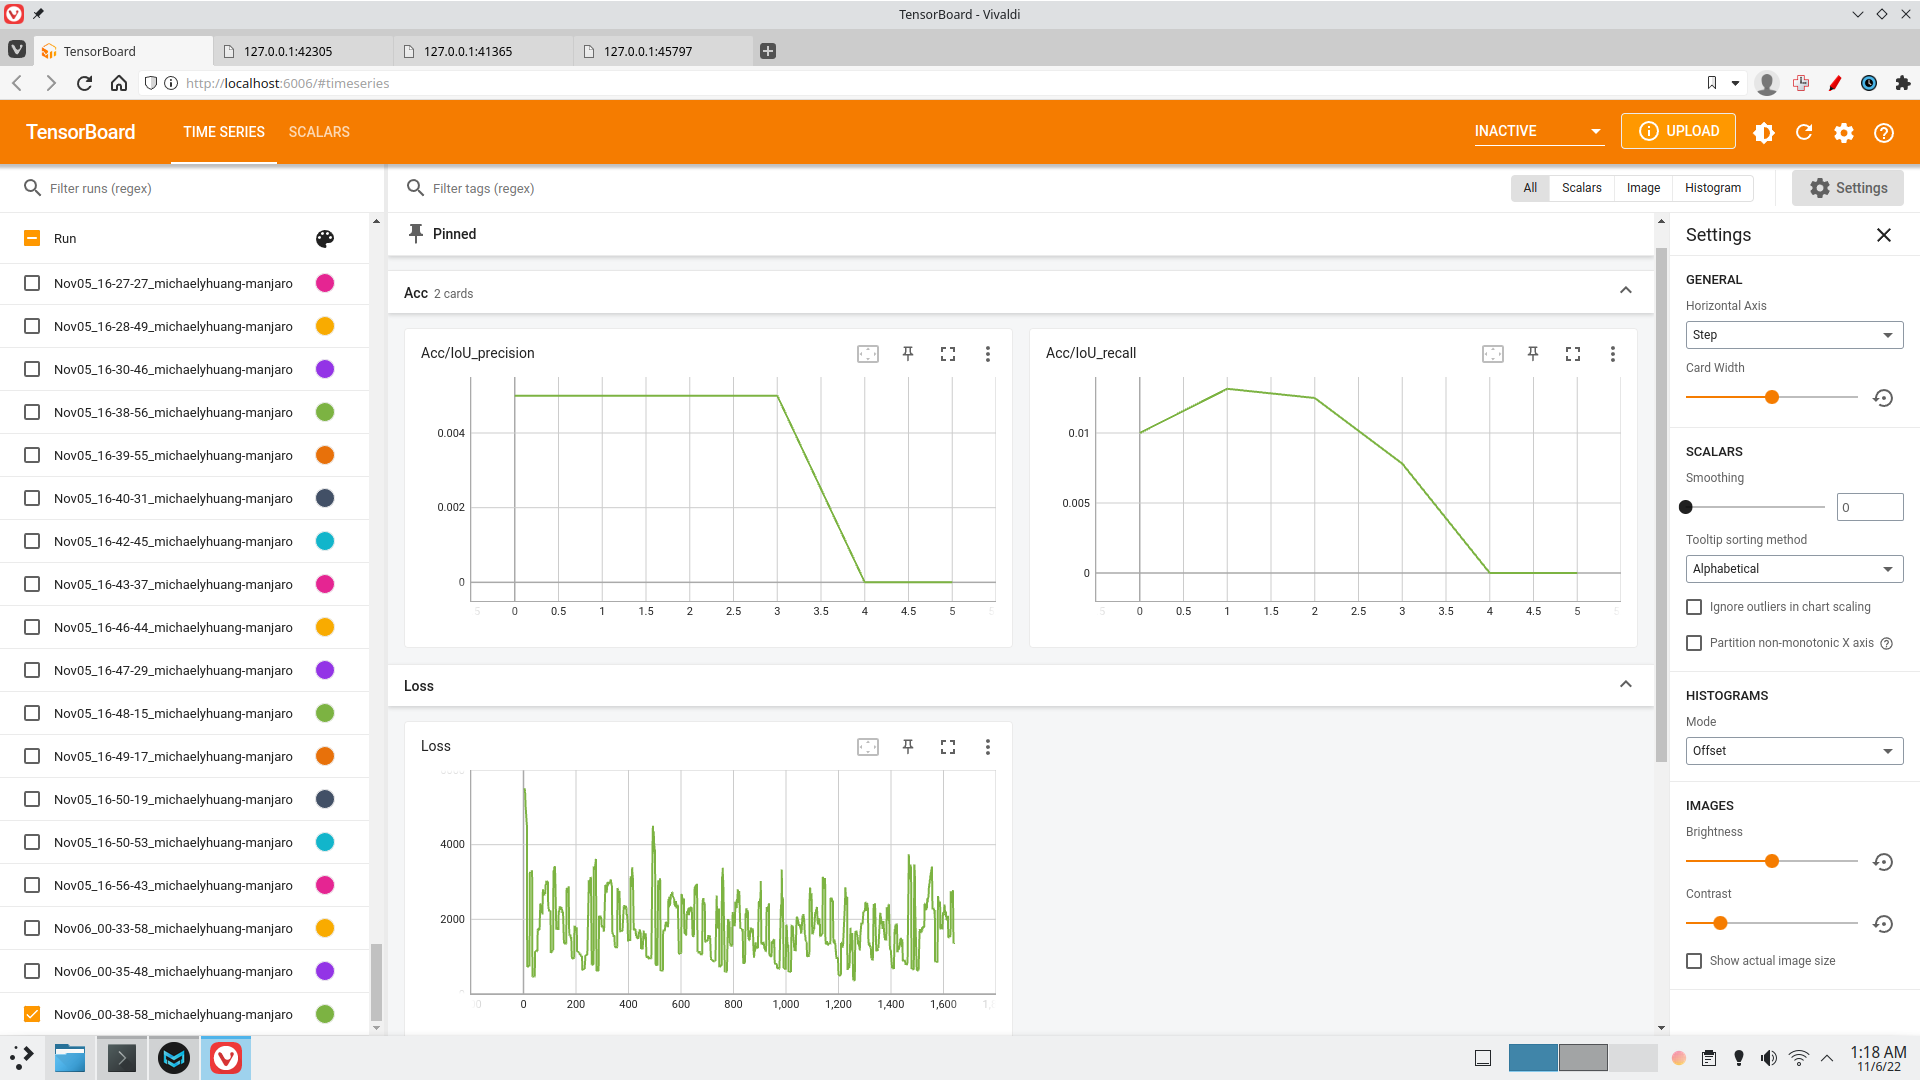 TensorBoard - Vivaldi
TensorBoard
127.0.0.1:42305
127.0.0.1:41365
127.0.0.1:45797
http://localhost:6006/#timeseries
TensorBoard
TIME SERIES
SCALARS
INACTIVE
UPLOAD
Filter runs (regex)
Filter tags (regex)
All
Scalars
Image
Histogram
Settings
Run
Nov05_16-27-27_michaelyhuang-manjaro
Nov05_16-28-49_michaelyhuang-manjaro
Nov05_16-30-46_michaelyhuang-manjaro
Nov05_16-38-56_michaelyhuang-manjaro
Nov05_16-39-55_michaelyhuang-manjaro
Nov05_16-40-31_michaelyhuang-manjaro
Nov05_16-42-45_michaelyhuang-manjaro
Nov05_16-43-37_michaelyhuang-manjaro
Nov05_16-46-44_michaelyhuang-manjaro
Nov05_16-47-29_michaelyhuang-manjaro
Nov05_16-48-15_michaelyhuang-manjaro
Nov05_16-49-17_michaelyhuang-manjaro
Nov05_16-50-19_michaelyhuang-manjaro
Nov05_16-50-53_michaelyhuang-manjaro
Nov05_16-56-43_michaelyhuang-manjaro
Nov06_00-33-58_michaelyhuang-manjaro
Nov06_00-35-48_michaelyhuang-manjaro
Nov06_00-38-58_michaelyhuang-manjaro
Pinned
Acc 2 cards
Acc/IoU_precision
0.004
0.002
0
5 0 0.5 1 1.5 2 2.5 3 3.5 4 4.5 5 5
Acc/IoU_recall
0.01
0.005
0
5 0 0.5 1 1.5 2 2.5 3 3.5 4 4.5 5
Loss
Loss
4000
2000
0 200 400 600 800 1,000 1,200 1,400 1,600
Settings
GENERAL
Horizontal Axis
Step
Card Width
SCALARS
Smoothing
0
Tooltip sorting method
Alphabetical
Ignore outliers in chart scaling
Partition non-monotonic X axis
HISTOGRAMS
Mode
Offset
IMAGES
Brightness
Contrast
Show actual image size
1:18 AM
11/6/22